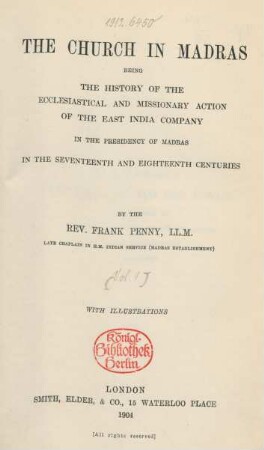 1912.6450
THE CHURCH IN MADRAS
BEING
THE HISTORY OF THE
ECCLESIASTICAL AND MISSIONARY ACTION
OF THE EAST INDIA COMPANY
IN THE PRESIDENCY OF MADRAS
IN THE SEVENTEENTH AND EIGHTEENTH CENTURIES
BY THE
REV. FRANK PENNY, LL.M.
LATE CHAPLAIN IN H.M. INDIAN SERVICE (MADRAS ESTABLISHMENT)
WITH ILLUSTRATIONS
Königl.
Bibliothek
Berlin
LONDON
SMITH, ELDER, & CO., 15 WATERLOO PLACE
1904
[All rights reserved]